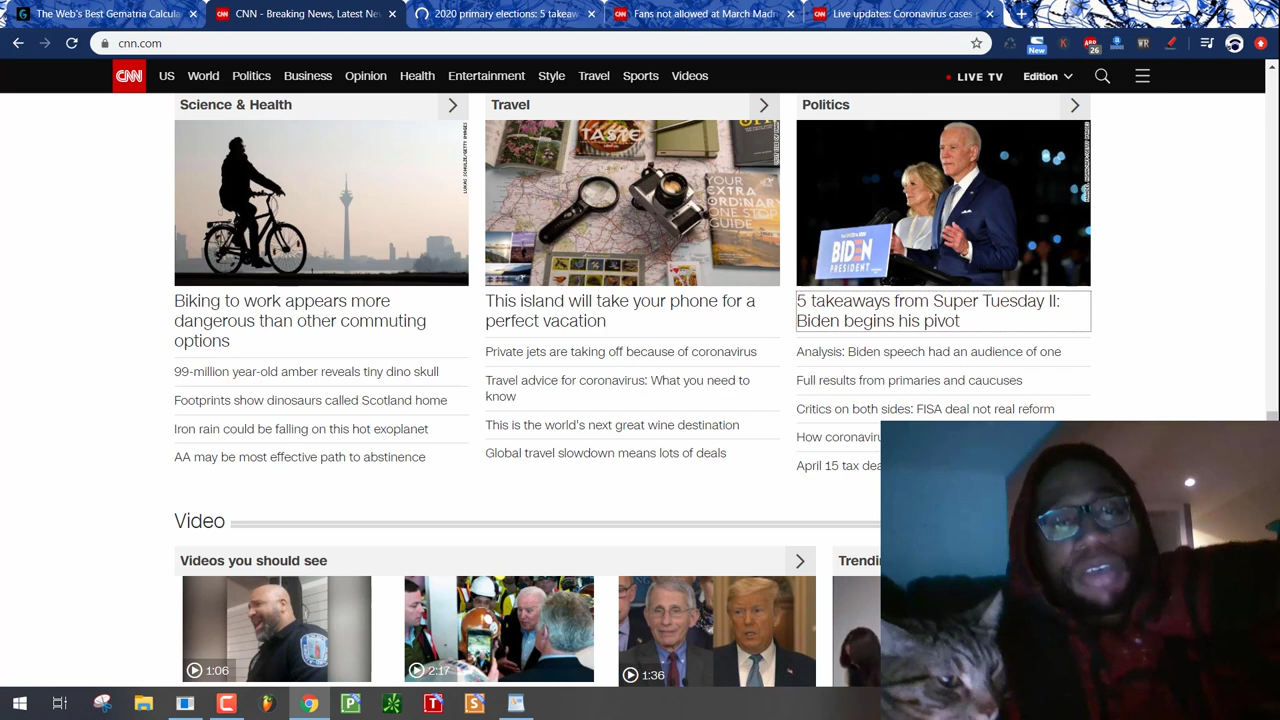 The Web's Best Gematria Calcula
CNN - Breaking News, Latest Ne
2020 primary elections: 5 takeaw
Fans not allowed at March Madn
Live updates: Coronavirus cases
cnn.com
New
ABP
26
WR
CNN
US
World
Politics
Business
Opinion
Health
Entertainment
Style
Travel
Sports
Videos
LIVE TV
Edition
Science & Health
Travel
Politics
TASTE
YOUR
EXTRA
ORDINARY
ONE STOP
GUIDE
BIDEN
PRESIDENT
Biking to work appears more
dangerous than other commuting
options
99-million year-old amber reveals tiny dino skull
Footprints show dinosaurs called Scotland home
Iron rain could be falling on this hot exoplanet
AA may be most effective path to abstinence
This island will take your phone for a
perfect vacation
Private jets are taking off because of coronavirus
Travel advice for coronavirus: What you need to
know
This is the world's next great wine destination
Global travel slowdown means lots of deals
5 takeaways from Super Tuesday II:
Biden begins his pivot
Analysis: Biden speech had an audience of one
Full results from primaries and caucuses
Critics on both sides: FISA deal not real reform
How coronaviru
April 15 tax dea
Video
Videos you should see
Trendin
1:06
2:17
1:36